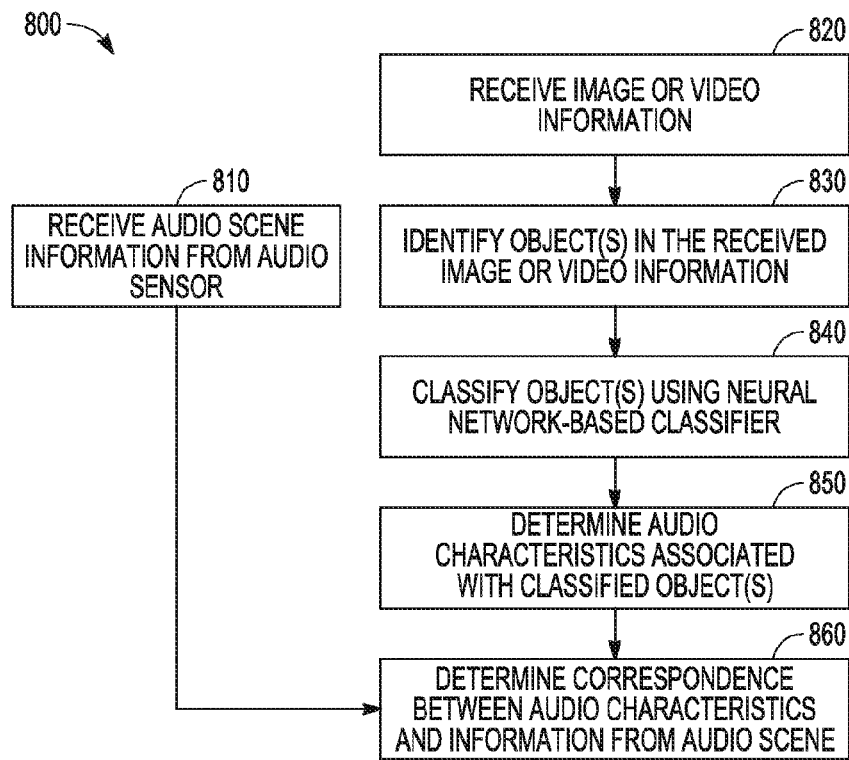 800
820
RECEIVE IMAGE OR VIDEO
INFORMATION
810
RECEIVE AUDIO SCENE
INFORMATION FROM AUDIO
SENSOR
830
IDENTIFY OBJECT(S) IN THE RECEIVED
IMAGE OR VIDEO INFORMATION
840
CLASSIFY OBJECT(S) USING NEURAL
NETWORK-BASED CLASSIFIER
850
DETERMINE AUDIO
CHARACTERISTICS ASSOCIATED
WITH CLASSIFIED OBJECT(S)
860
DETERMINE CORRESPONDENCE
BETWEEN AUDIO CHARACTERISTICS
AND INFORMATION FROM AUDIO SCENE